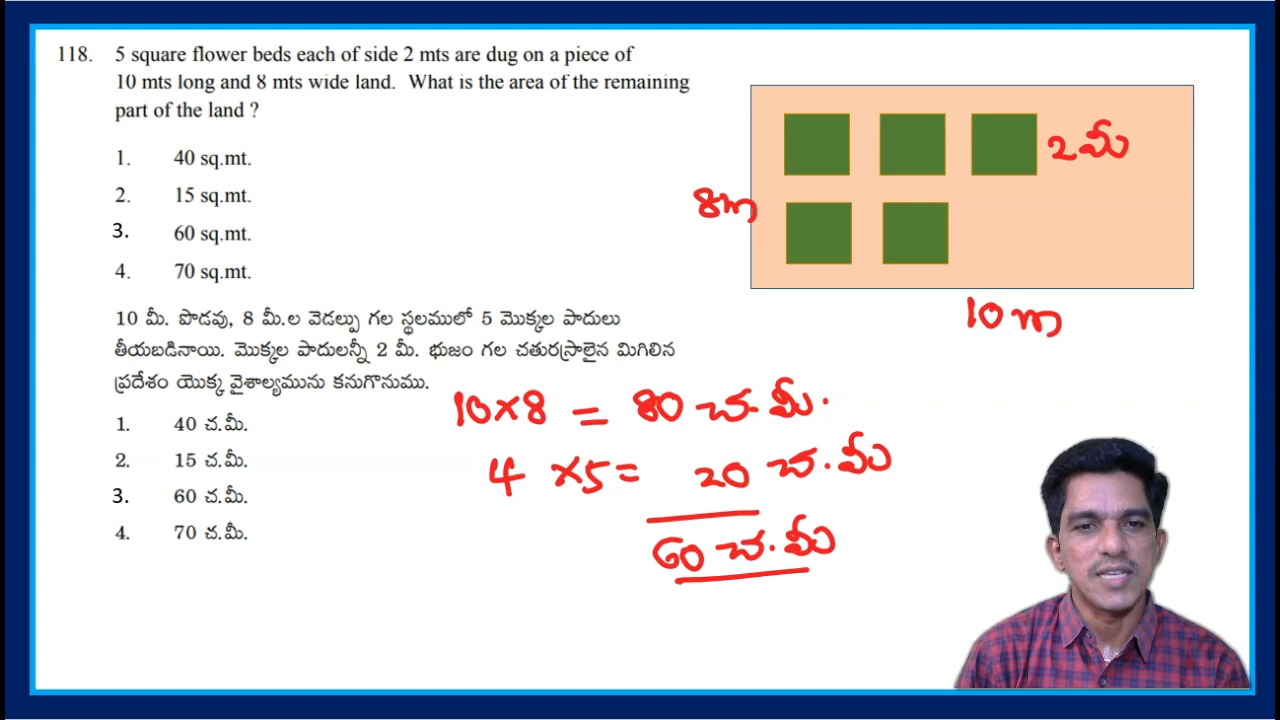 118. 5 square flower beds each of side 2 mts are dug on a piece of
10 mts long and 8 mts wide land. What is the area of the remaining
part of the land ?
1. 40 sq.mt.
2. 15 sq.mt.
3. 60 sq.mt.
4. 70 sq.mt.
2 మీ
8m
10 m
10 మీ. పొడవు, 8 మీ.ల వెడల్పు గల స్థలములో 5 మొక్కల పాదులు
తీయబడినాయి. మొక్కల పాదులన్నీ 2 మీ. భుజం గల చతురస్రాలైన మిగిలిన
ప్రదేశం యొక్క వైశాల్యమును కనుగొనుము.
1. 40 చ.మీ.
2. 15 చ.మీ.
3. 60 చ.మీ.
4. 70 చ.మీ.
10×8 = 80 చ.మీ.
4 ×5= 20 చ.మీ
60 చ.మీ